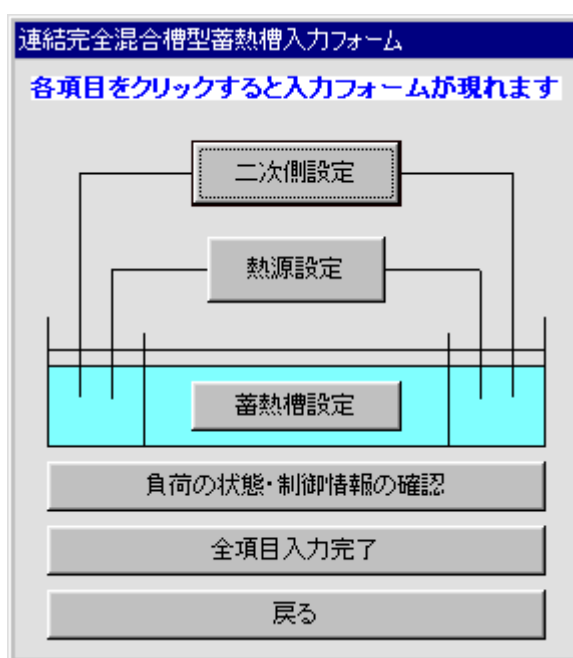 連結完全混合槽型蓄熱槽入力フォーム
各項目をクリックすると入力フォームが現れます
二次側設定
熱源設定
蓄熱槽設定
負荷の状態・制御情報の確認
全項目入力完了
戻る